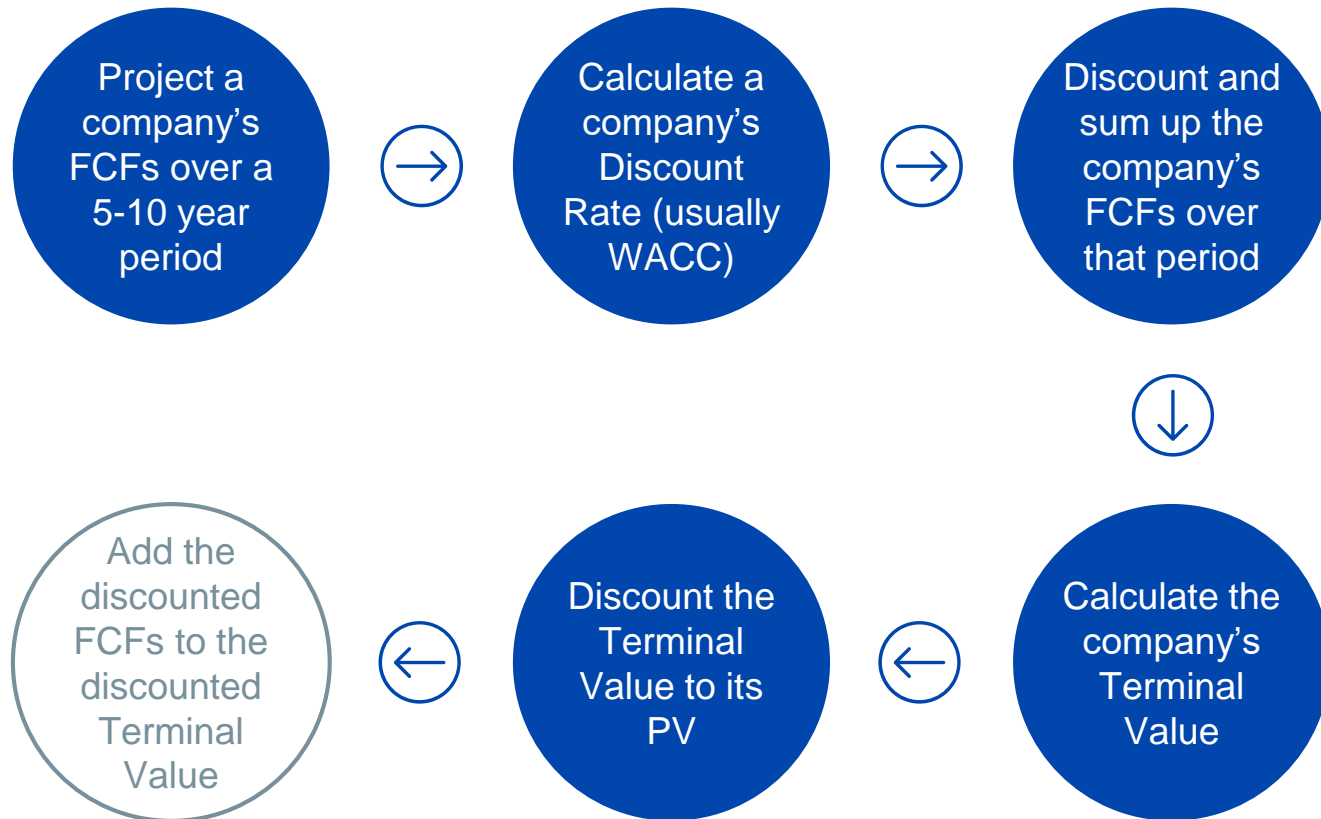 Project a
company’s
FCFs over a
5-10 year
period
Calculate a
company’s
Discount
Rate (usually
WACC)
Discount and
sum up the
company’s
FCFs over
that period
Calculate the
company’s
Terminal
Value
Discount the
Terminal
Value to its
PV
Add the
discounted
FCFs to the
discounted
Terminal
Value